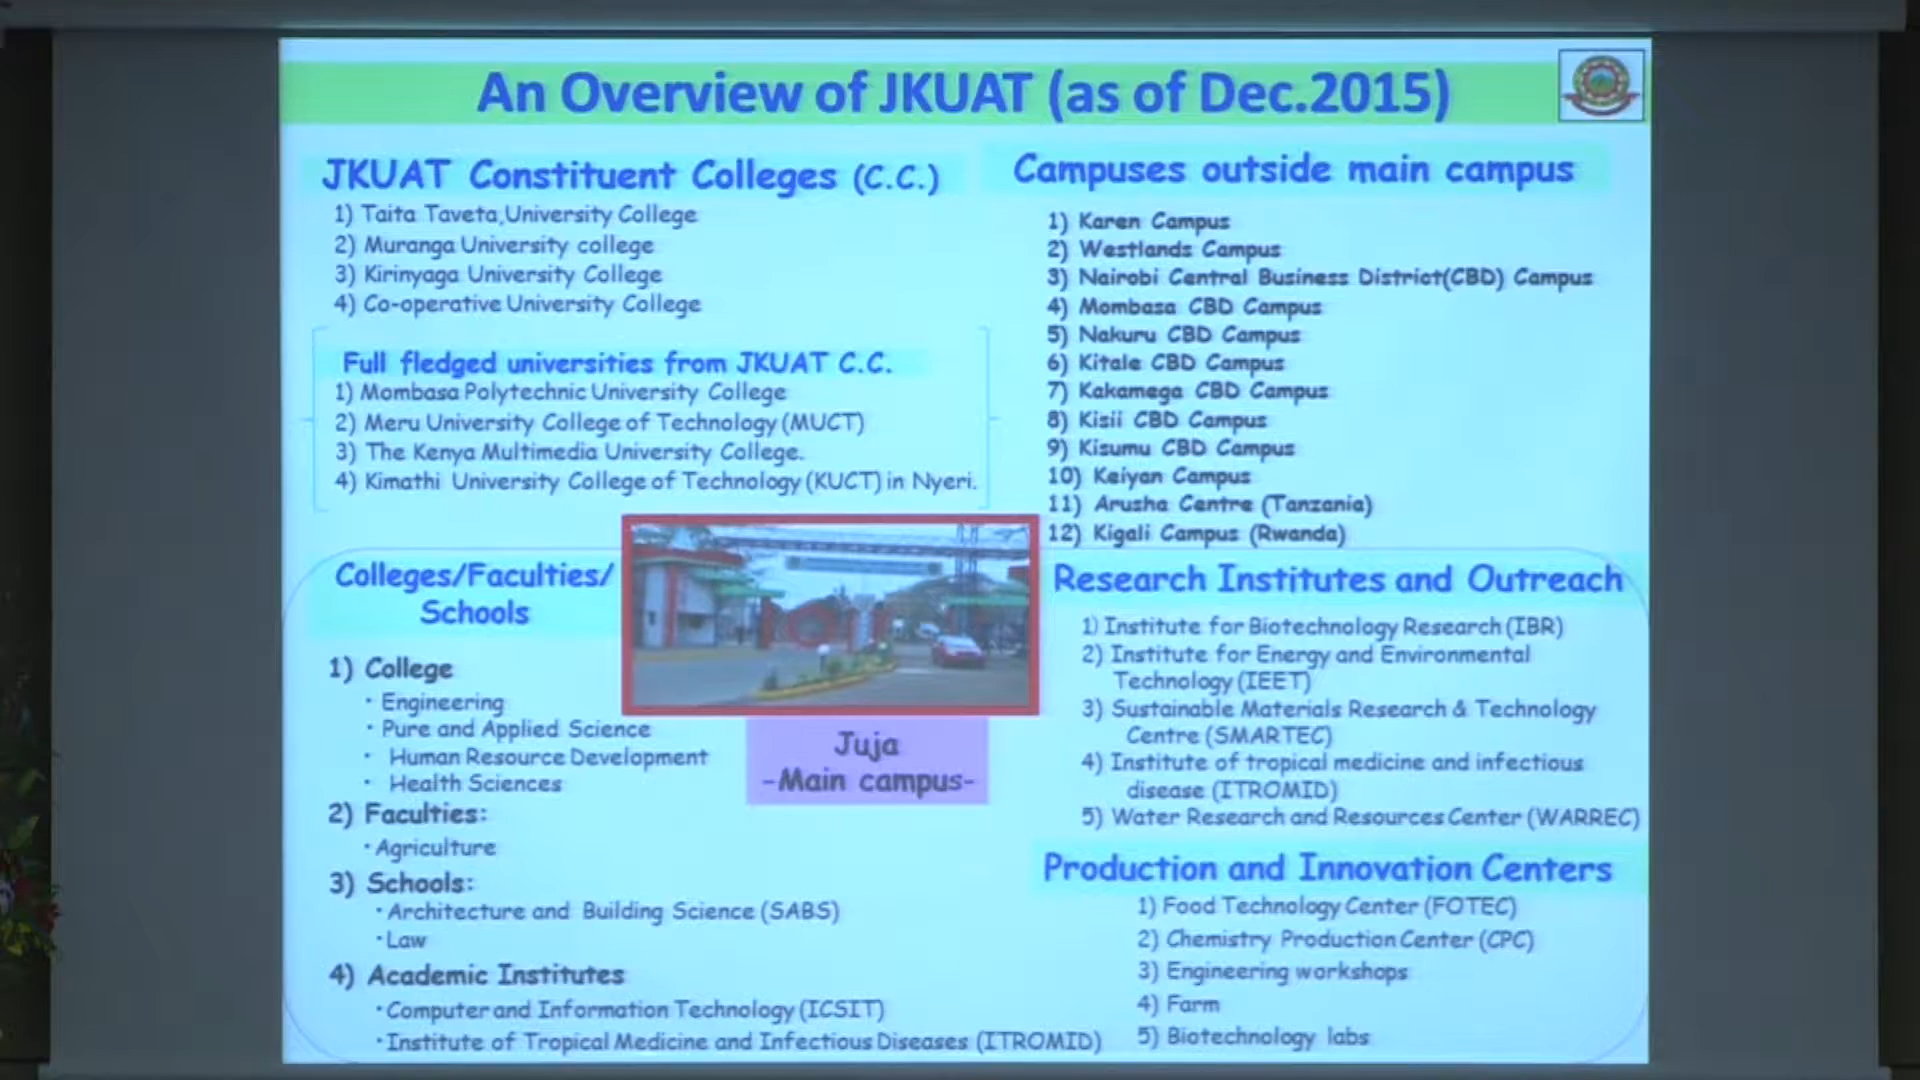 An Overview of JKUAT (as of Dec.2015)
JKUAT Constituent Colleges (C.C.)
1) Taita Taveta,University College
2) Muranga University college
3) Kirinyaga University College
4) Co-operative University College
Full fledged universities from JKUAT C.C.
1) Mombasa Polytechnic University College
2) Meru University College of Technology (MUCT)
3) The Kenya Multimedia University College.
4) Kimathi University College of Technology (KUCT) in Nyeri.
Campuses outside main campus
1) Karen Campus
2) Westlands Campus
3) Nairobi Central Business District(CBD) Campus
4) Mombasa CBD Campus
5) Nakuru CBD Campus
6) Kitale CBD Campus
7) Kakamega CBD Campus
8) Kisii CBD Campus
9) Kisumu CBD Campus
10) Keiyan Campus
11) Arusha Centre (Tanzania)
12) Kigali Campus (Rwanda)
Colleges/Faculties/
Schools
1) College
· Engineering
· Pure and Applied Science
· Human Resource Development
· Health Sciences
2) Faculties:
· Agriculture
3) Schools:
· Architecture and Building Science (SABS)
· Law
4) Academic Institutes
· Computer and Information Technology (ICSIT)
· Institute of Tropical Medicine and Infectious Diseases (ITROMID)
Juja
-Main campus-
Research Institutes and Outreach
1) Institute for Biotechnology Research (IBR)
2) Institute for Energy and Environmental
Technology (IEET)
3) Sustainable Materials Research & Technology
Centre (SMARTEC)
4) Institute of tropical medicine and infectious
disease (ITROMID)
5) Water Research and Resources Center (WARREC)
Production and Innovation Centers
1) Food Technology Center (FOTEC)
2) Chemistry Production Center (CPC)
3) Engineering workshops
4) Farm
5) Biotechnology labs